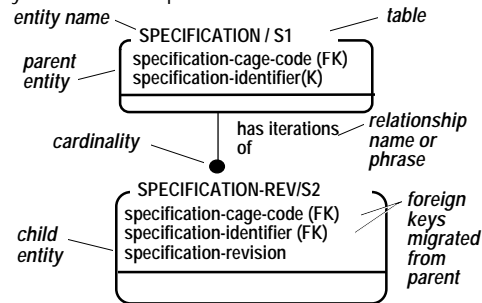 entity name
table
SPECIFICATION / S1
parent
entity
specification-cage-code (FK)
specification-identifier(K)
cardinality
has iterations
of
relationship
name or
phrase
SPECIFICATION-REV/S2
child
entity
specification-cage-code (FK)
specification-identifier (FK)
specification-revision
foreign
keys
migrated
from
parent